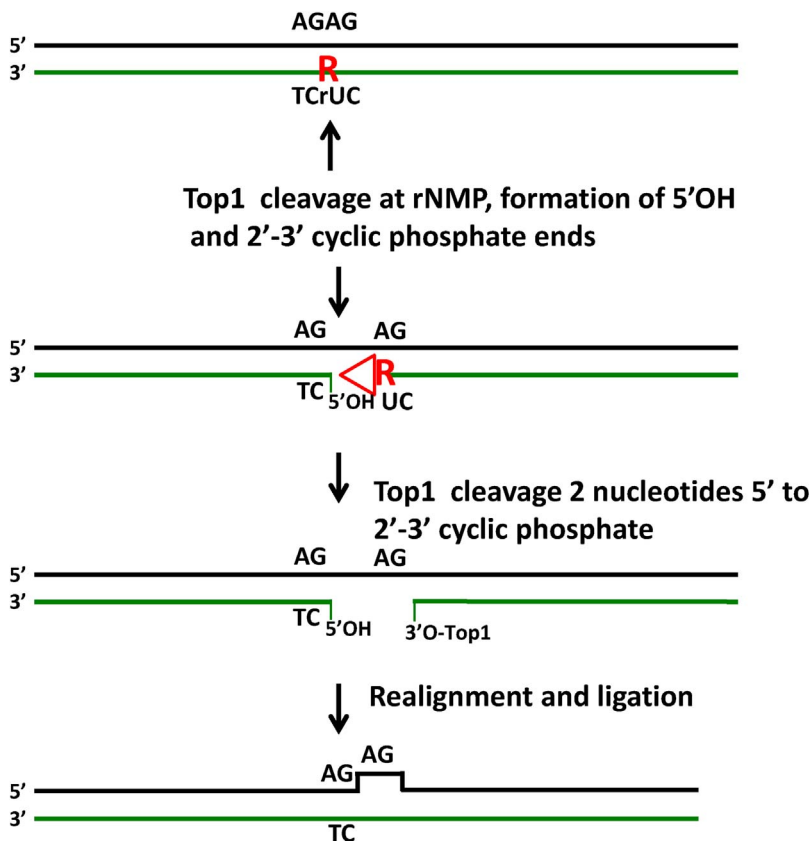 AGAG
5’
3’
R
TCrUC
Top1 cleavage at rNMP, formation of 5’OH
and 2’-3’ cyclic phosphate ends
AG AG
5’
3’
R
TC 5’OH UC
Top1 cleavage 2 nucleotides 5’ to
2’-3’ cyclic phosphate
AG AG
5’
3’
TC 5’OH 3’O-Top1
Realignment and ligation
AG
AG
5’
3’
TC